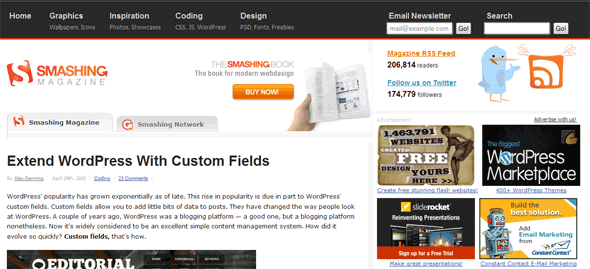 Home
Wallpapers, Icons
Graphics
Inspiration
Photos, Showcases
Coding
CSS, JS, WordPress
Design
PSD, Fonts, Freebies
Email Newsletter
mail@example.com
Go!
Search
Go!
SMASHING
MAGAZINE
THE SMASHING BOOK
The book for modern webdesign
BUY NOW!
Magazine RSS Feed
206,814 readers
Follow us on Twitter
174,779 followers
Smashing Magazine
Smashing Network
Advertisement
Advertise with us!
Extend WordPress With Custom Fields
By Alex Denning | April 29th, 2010 | Coding | 23 Comments
WordPress' popularity has grown exponentially as of late. This rise in popularity is due in part to WordPress'
custom fields. Custom fields allow you to add little bits of data to posts. They have changed the way people look
at WordPress. A couple of years ago, WordPress was a blogging platform — a good one, but a blogging platform
nonetheless. Now it's widely considered to be an excellent simple content management system. How did it
evolve so quickly? Custom fields, that's how.
EDITORIAL
1,463,791
WEBSITES
CREATED
FREE
DESIGN
YOURS
HERE >>
Create free stunning flash websites!
The Biggest
WordPress
Marketplace
400+ WordPress Themes
sliderocket
Reinventing Presentations
Sign up for a Free Trial
Make great presentations!
Build the best
solution.
Add
Email Marketing
from
Constant Contact
Constant Contact E-Mail Marketing